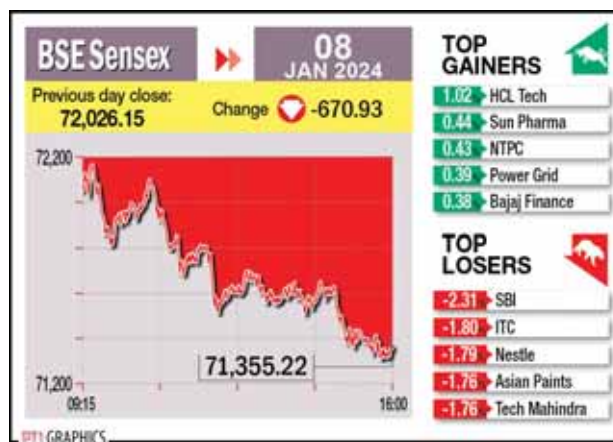 BSE Sensex
08
JAN 2024
Previous day close:
72,026.15
Change -670.93
72,200
71,200
71,355.22
09:15
16:00
PTI GRAPHICS
TOP
GAINERS
1.02 HCL Tech
0.44 Sun Pharma
0.43 NTPC
0.39 Power Grid
0.38 Bajaj Finance
TOP
LOSERS
-2.31 SBI
-1.80 ITC
-1.79 Nestle
-1.76 Asian Paints
-1.76 Tech Mahindra